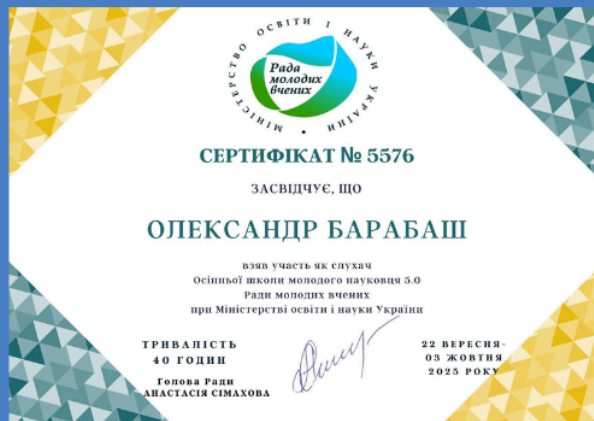 МІНІСТЕРСТВО ОСВІТИ І НАУКИ УКРАЇНИ
Рада
молодих
вчених
СЕРТИФІКАТ № 5576
ЗАСВІДЧУЄ, ЩО
ОЛЕКСАНДР БАРАБАШ
взяв участь як слухач
Осінньої школи молодого науковця 5.0
Ради молодих вчених
при Міністерстві освіти і науки України
ТРИВАЛІСТЬ
40 ГОДИН
Голова Ради
АНАСТАСІЯ СІМАХОВА
22 ВЕРЕСНЯ-
03 ЖОВТНЯ
2025 РОКУ